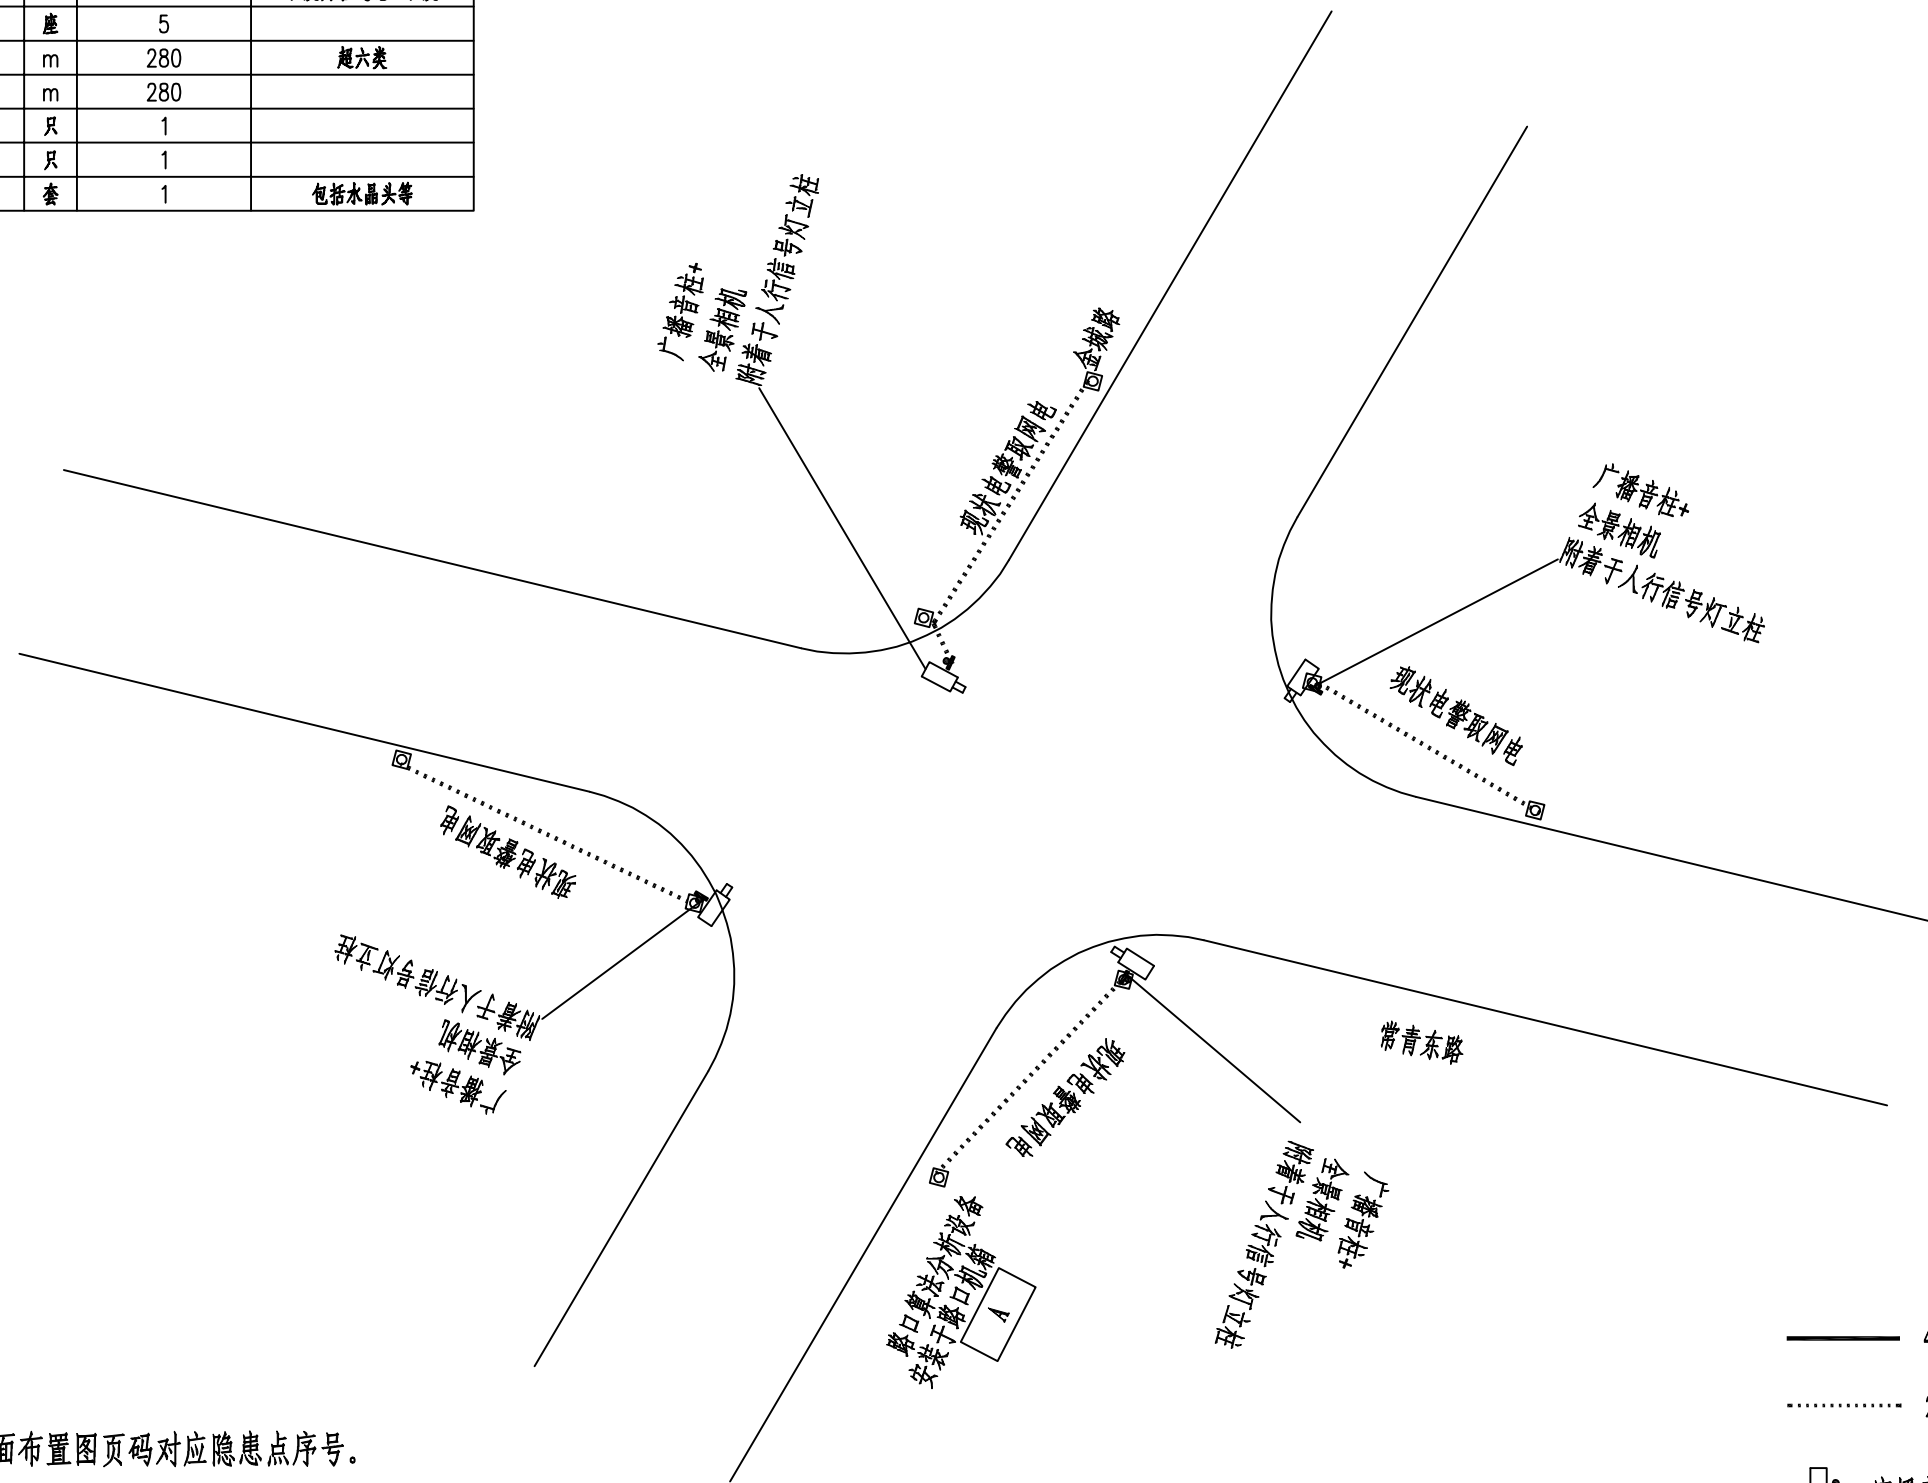 座 5
m 280 超六类
m 280
只 1
只 1
套 1 包括水晶头等
广播音柱+
全景相机
附着于人行信号灯立柱
金城路
现状电警取网电
广播音柱+
全景相机
附着于人行信号灯立柱
现状电警取网电
现状电警取网电
广播音柱+
全景相机
附着于人行信号灯立柱
常青东路
现状电警取网电
广播音柱+
全景相机
附着于人行信号灯立柱
路口算法分析设备
安装于路口机箱
A
面布置图页码对应隐患点序号。